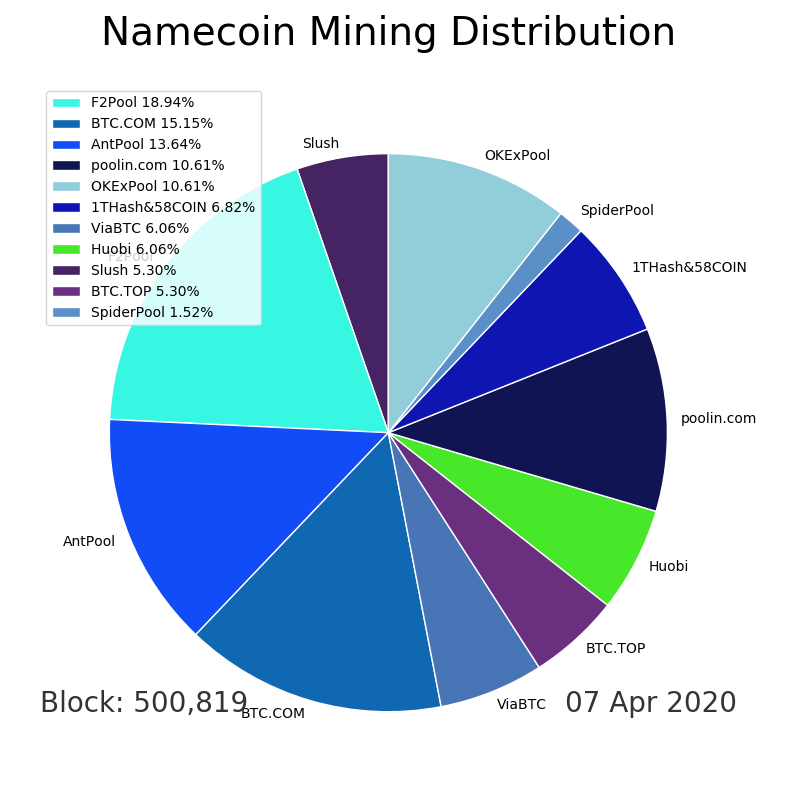 Namecoin Mining Distribution
F2Pool 18.94%
BTC.COM 15.15%
AntPool 13.64%
poolin.com 10.61%
OKExPool 10.61%
1THash&58COIN 6.82%
ViaBTC 6.06%
Huobi 6.06%
Slush 5.30%
BTC.TOP 5.30%
SpiderPool 1.52%
Slush
OKExPool
SpiderPool
F2Pool
1THash&58COIN
poolin.com
AntPool
Huobi
BTC.TOP
Block: 500,819
BTC.COM
ViaBTC
07 Apr 2020